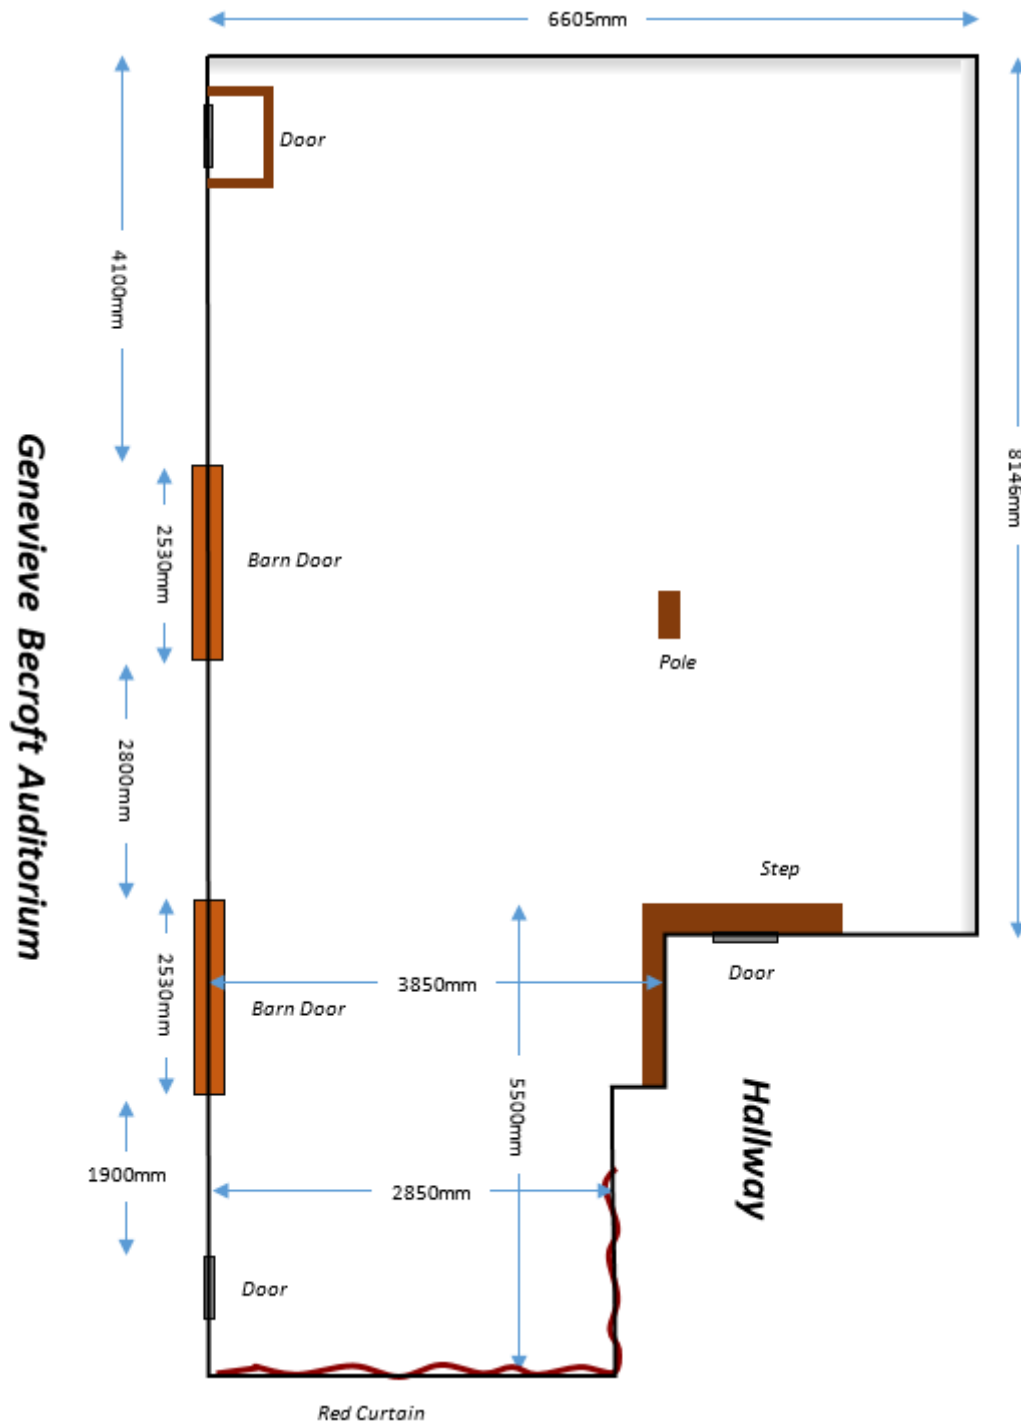 6605mm
Door
4100mm
8146mm
Genevieve Becroft Auditorium
2530mm
Barn Door
Pole
2800mm
Step
2530mm
3850mm
Door
Barn Door
5500mm
Hallway
1900mm
2850mm
Door
Red Curtain